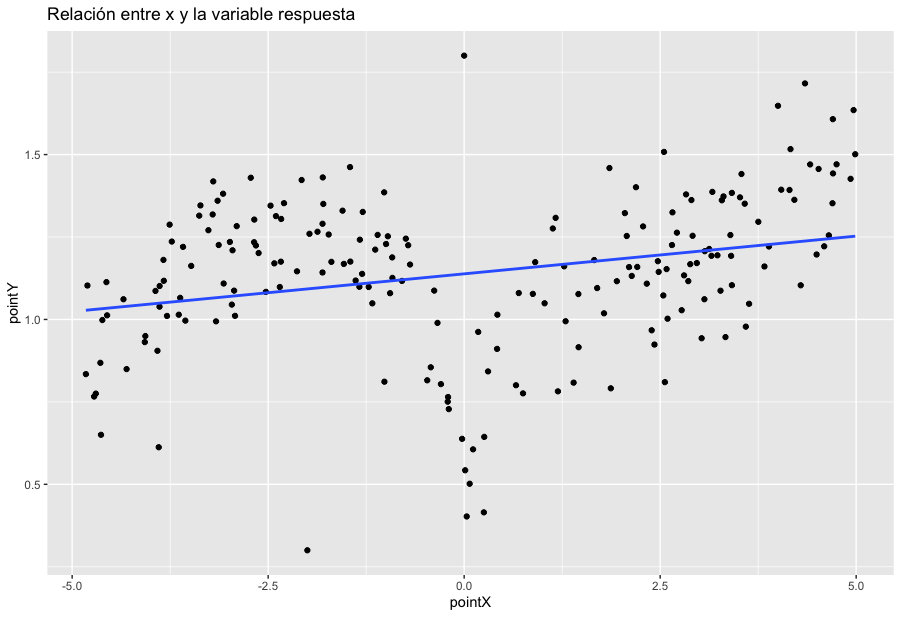 Relación entre x y la variable respuesta
pointY
1.5
1.0
0.5
-5.0 -2.5 0.0 2.5 5.0
pointX